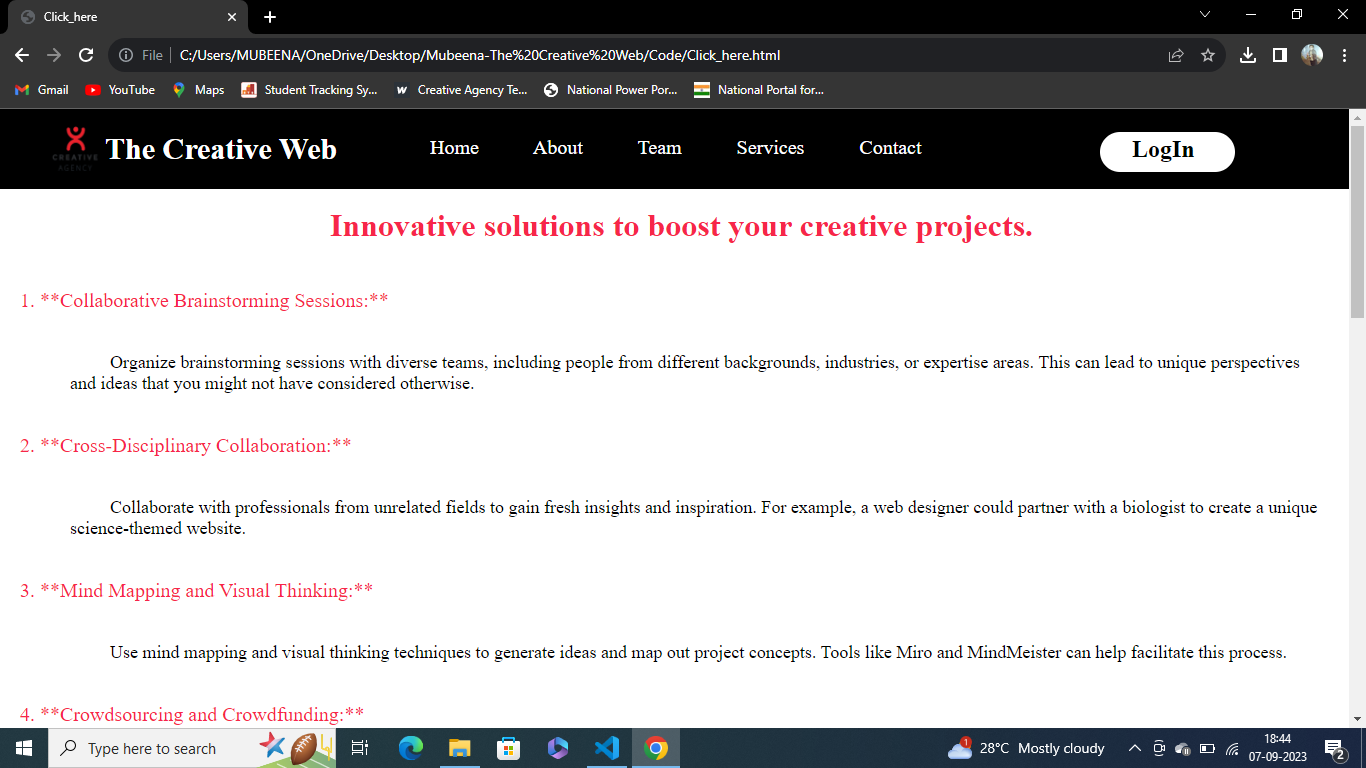 Click_here
File
C:/Users/MUBEENA/OneDrive/Desktop/Mubeena-The%20Creative%20Web/Code/Click_here.html
Gmail
YouTube
Maps
Student Tracking Sy...
Creative Agency Te...
National Power Por...
National Portal for...
CREATIVE
AGENCY
The Creative Web
Home
About
Team
Services
Contact
LogIn
Innovative solutions to boost your creative projects.
1. **Collaborative Brainstorming Sessions:**
Organize brainstorming sessions with diverse teams, including people from different backgrounds, industries, or expertise areas. This can lead to unique perspectives
and ideas that you might not have considered otherwise.
2. **Cross-Disciplinary Collaboration:**
Collaborate with professionals from unrelated fields to gain fresh insights and inspiration. For example, a web designer could partner with a biologist to create a unique
science-themed website.
3. **Mind Mapping and Visual Thinking:**
Use mind mapping and visual thinking techniques to generate ideas and map out project concepts. Tools like Miro and MindMeister can help facilitate this process.
4. **Crowdsourcing and Crowdfunding:**
Type here to search
1
28°C Mostly cloudy
18:44
07-09-2023
2